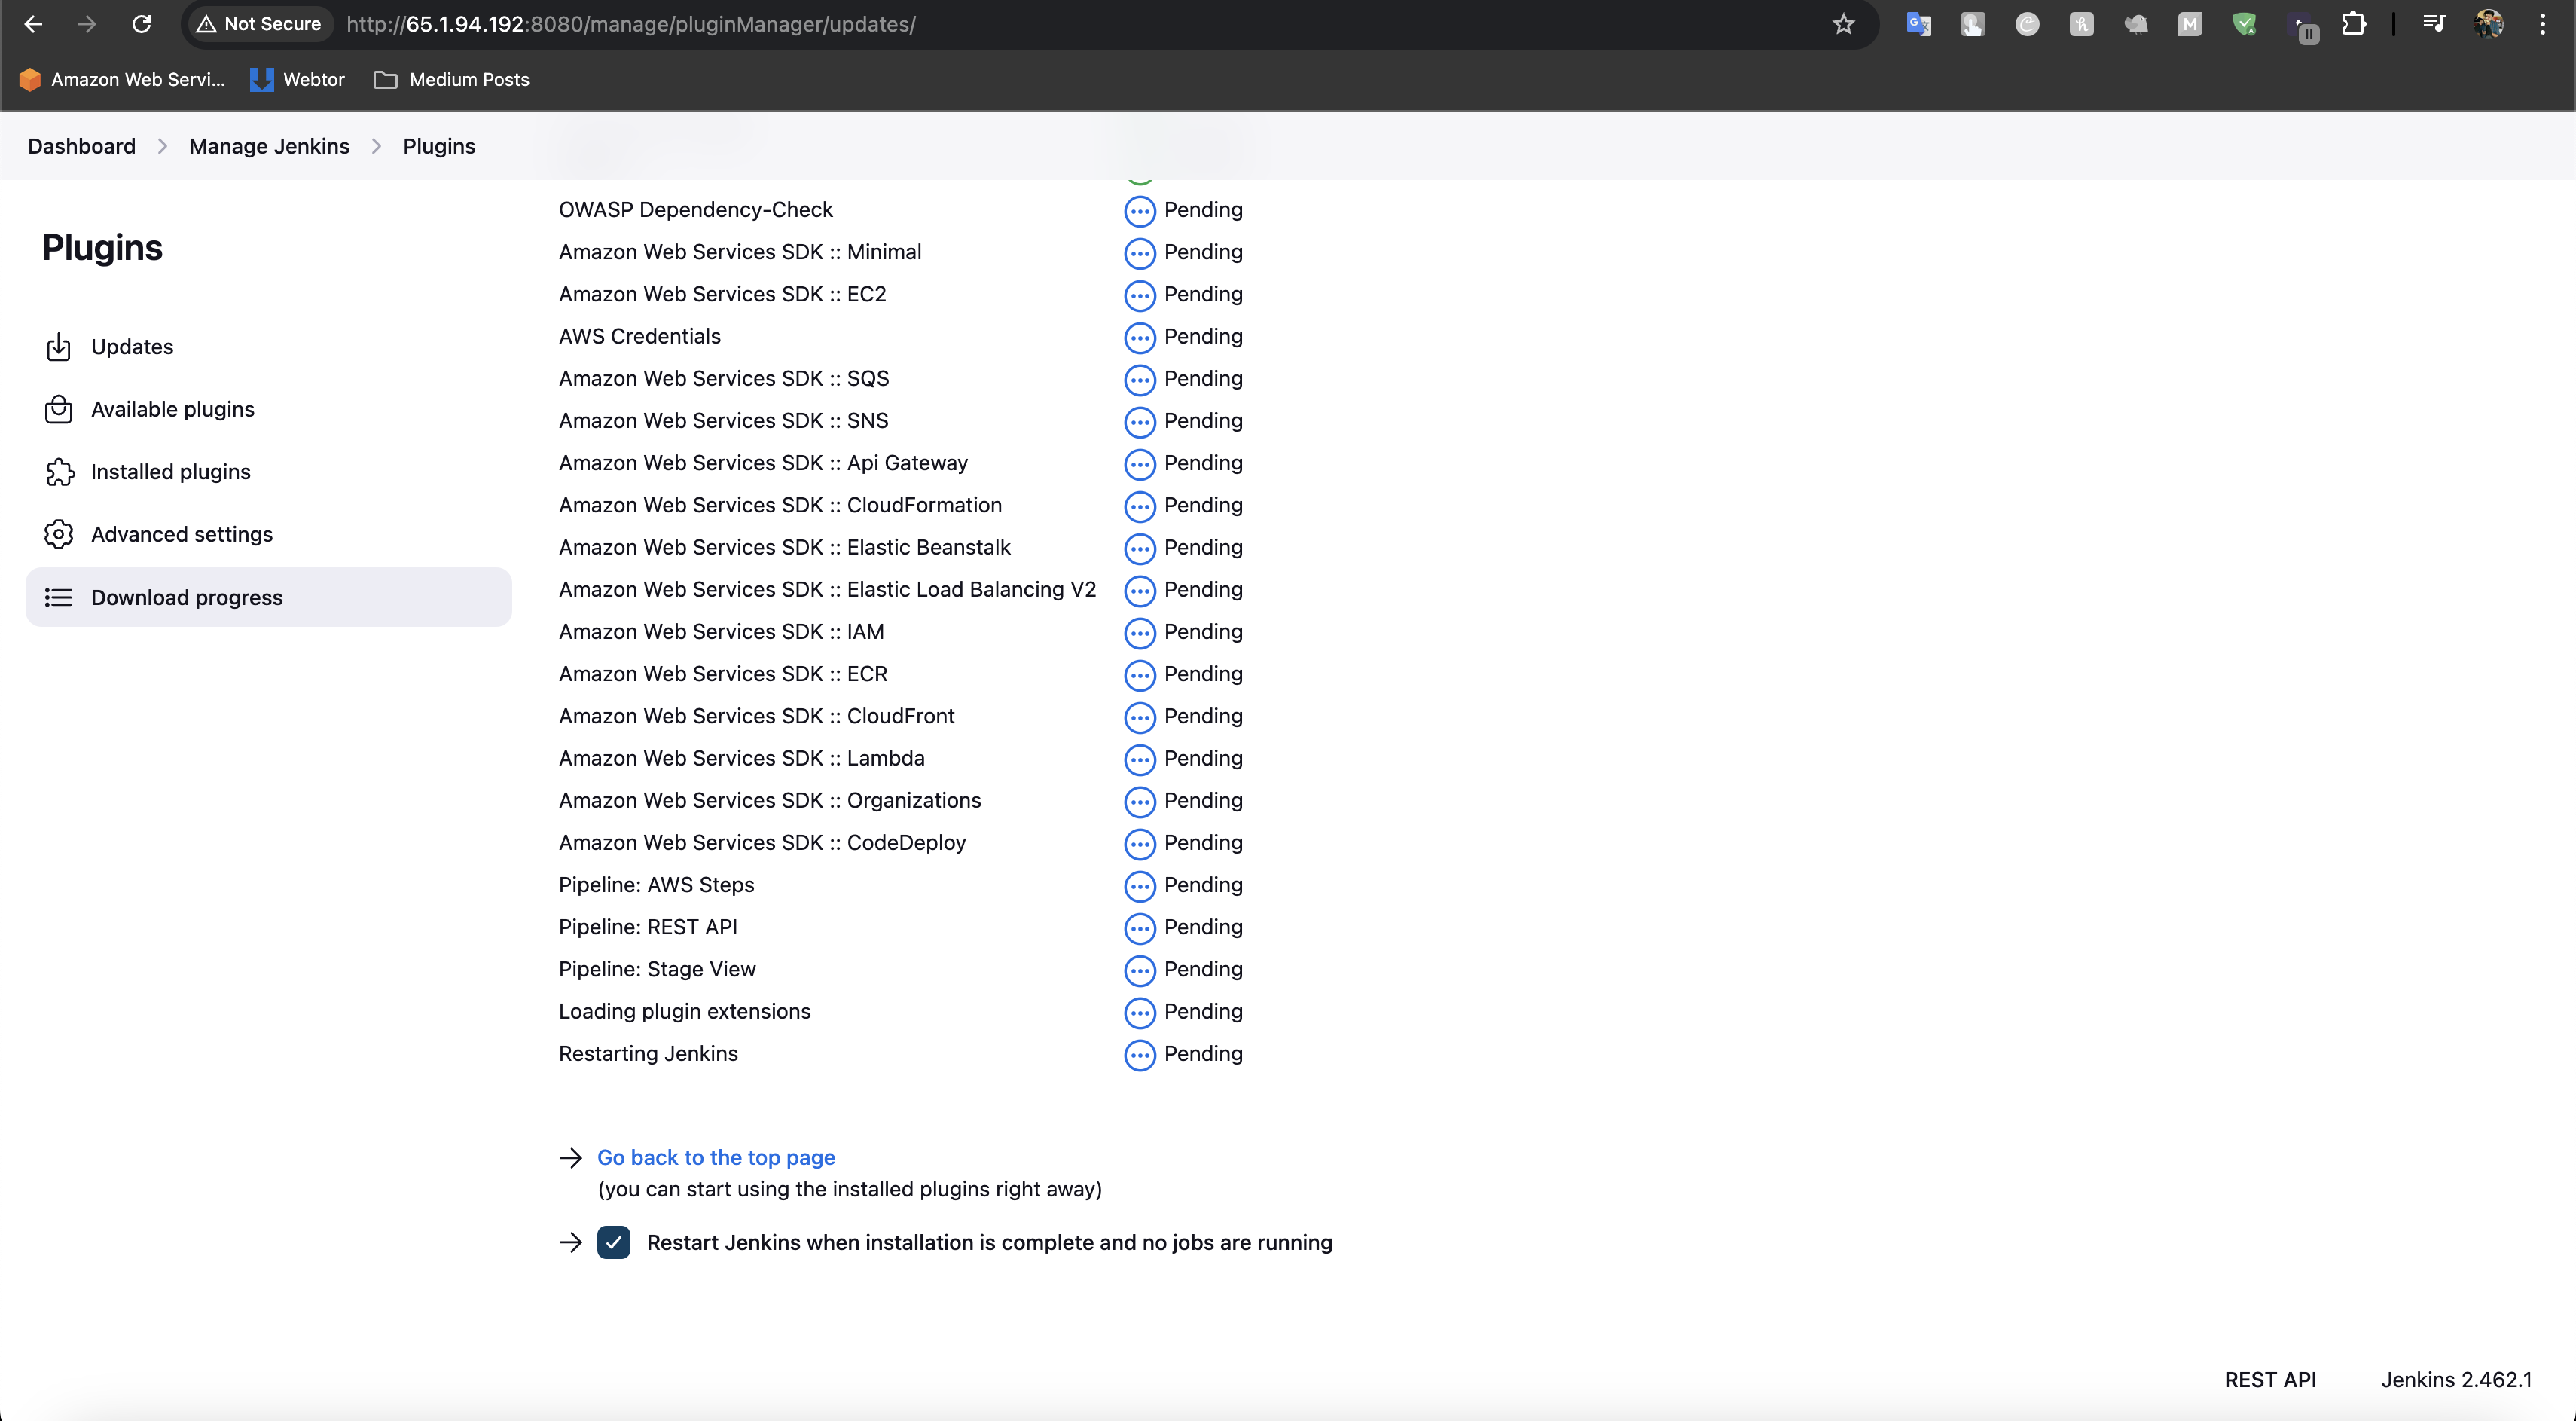 Not Secure http://65.1.94.192:8080/manage/pluginManager/updates/
Amazon Web Servi... Webtor Medium Posts
Dashboard Manage Jenkins Plugins
Plugins
Updates
Available plugins
Installed plugins
Advanced settings
Download progress
OWASP Dependency-Check Pending
Amazon Web Services SDK :: Minimal Pending
Amazon Web Services SDK :: EC2 Pending
AWS Credentials Pending
Amazon Web Services SDK :: SQS Pending
Amazon Web Services SDK :: SNS Pending
Amazon Web Services SDK :: Api Gateway Pending
Amazon Web Services SDK :: CloudFormation Pending
Amazon Web Services SDK :: Elastic Beanstalk Pending
Amazon Web Services SDK :: Elastic Load Balancing V2 Pending
Amazon Web Services SDK :: IAM Pending
Amazon Web Services SDK :: ECR Pending
Amazon Web Services SDK :: CloudFront Pending
Amazon Web Services SDK :: Lambda Pending
Amazon Web Services SDK :: Organizations Pending
Amazon Web Services SDK :: CodeDeploy Pending
Pipeline: AWS Steps Pending
Pipeline: REST API Pending
Pipeline: Stage View Pending
Loading plugin extensions Pending
Restarting Jenkins Pending
Go back to the top page
(you can start using the installed plugins right away)
Restart Jenkins when installation is complete and no jobs are running
REST API Jenkins 2.462.1